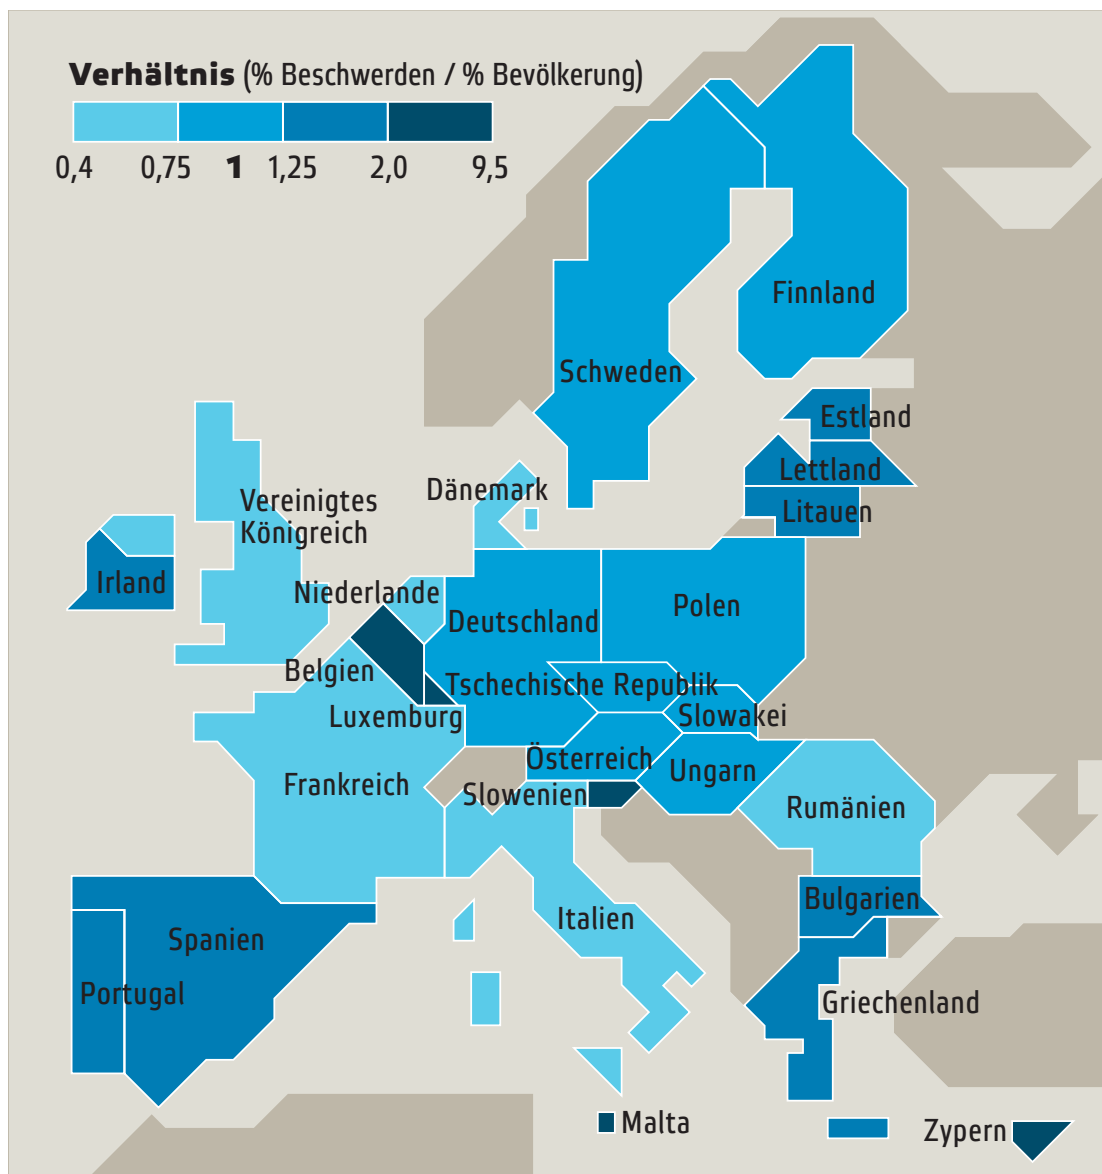 Verhältnis (% Beschwerden / % Bevölkerung)
0,4 0,75 1 1,25 2,0 9,5
Finnland
Schweden
Estland
Lettland
Litauen
Dänemark
Vereinigtes
Königreich
Irland
Niederlande
Deutschland
Polen
Belgien
Tschechische Republik
Luxemburg
Slowakei
Österreich
Ungarn
Frankreich
Slowenien
Rumänien
Bulgarien
Italien
Spanien
Portugal
Griechenland
Malta
Zypern